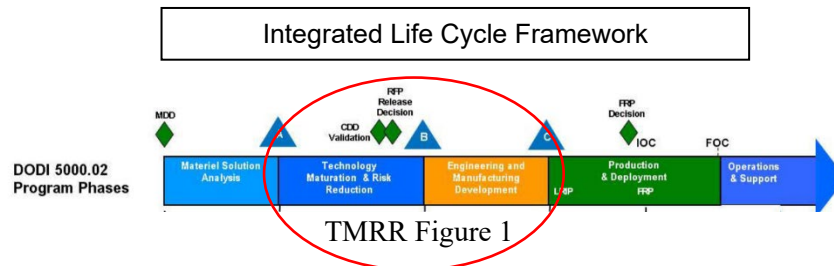 Integrated Life Cycle Framework
RFP
Release
Decision
FRP
Decision
MDD
CDD
Validation
A
B
C
IOC
FOC
DODI 5000.02
Program Phases
Materiel Solution
Analysis
Technology
Maturation & Risk
Reduction
Engineering and
Manufacturing
Development
Production
& Deployment
LRIP
FRP
Operations
& Support
TMRR Figure 1